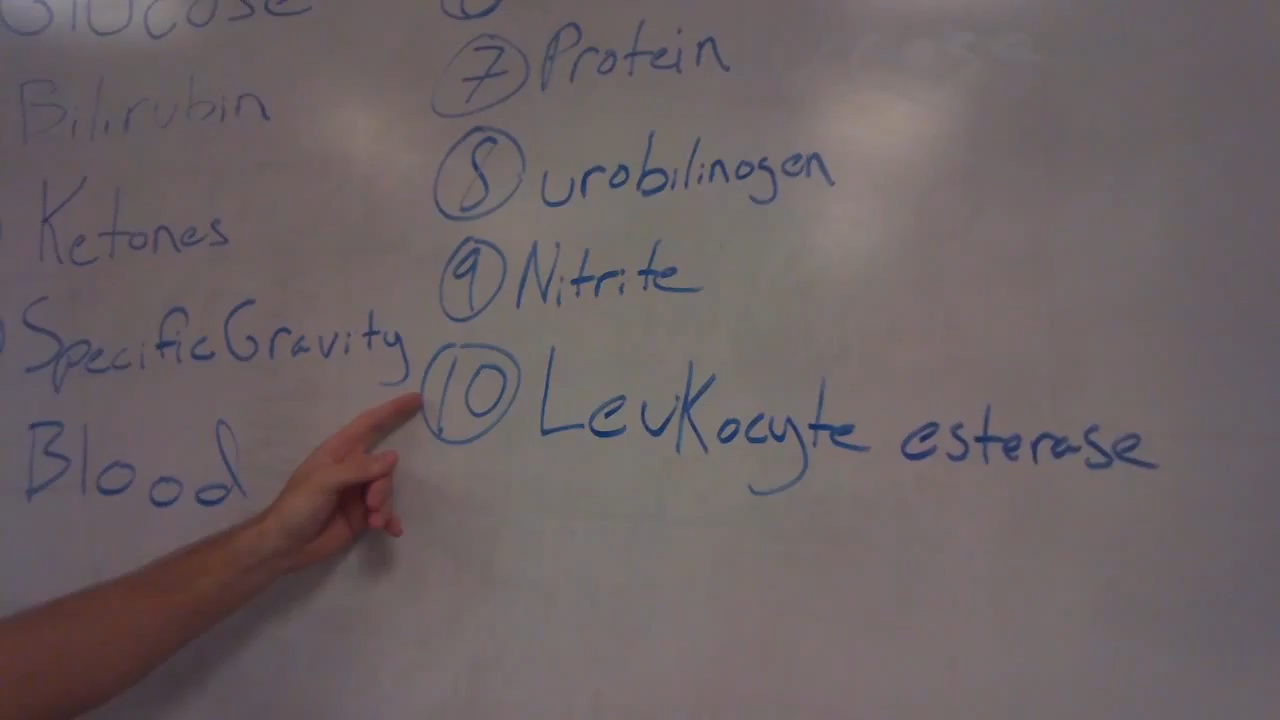 Glucose
Bilirubin
Ketones
Specific Gravity
Blood
7 Protein
8 urobilinogen
9 Nitrite
10 Leukocyte esterase